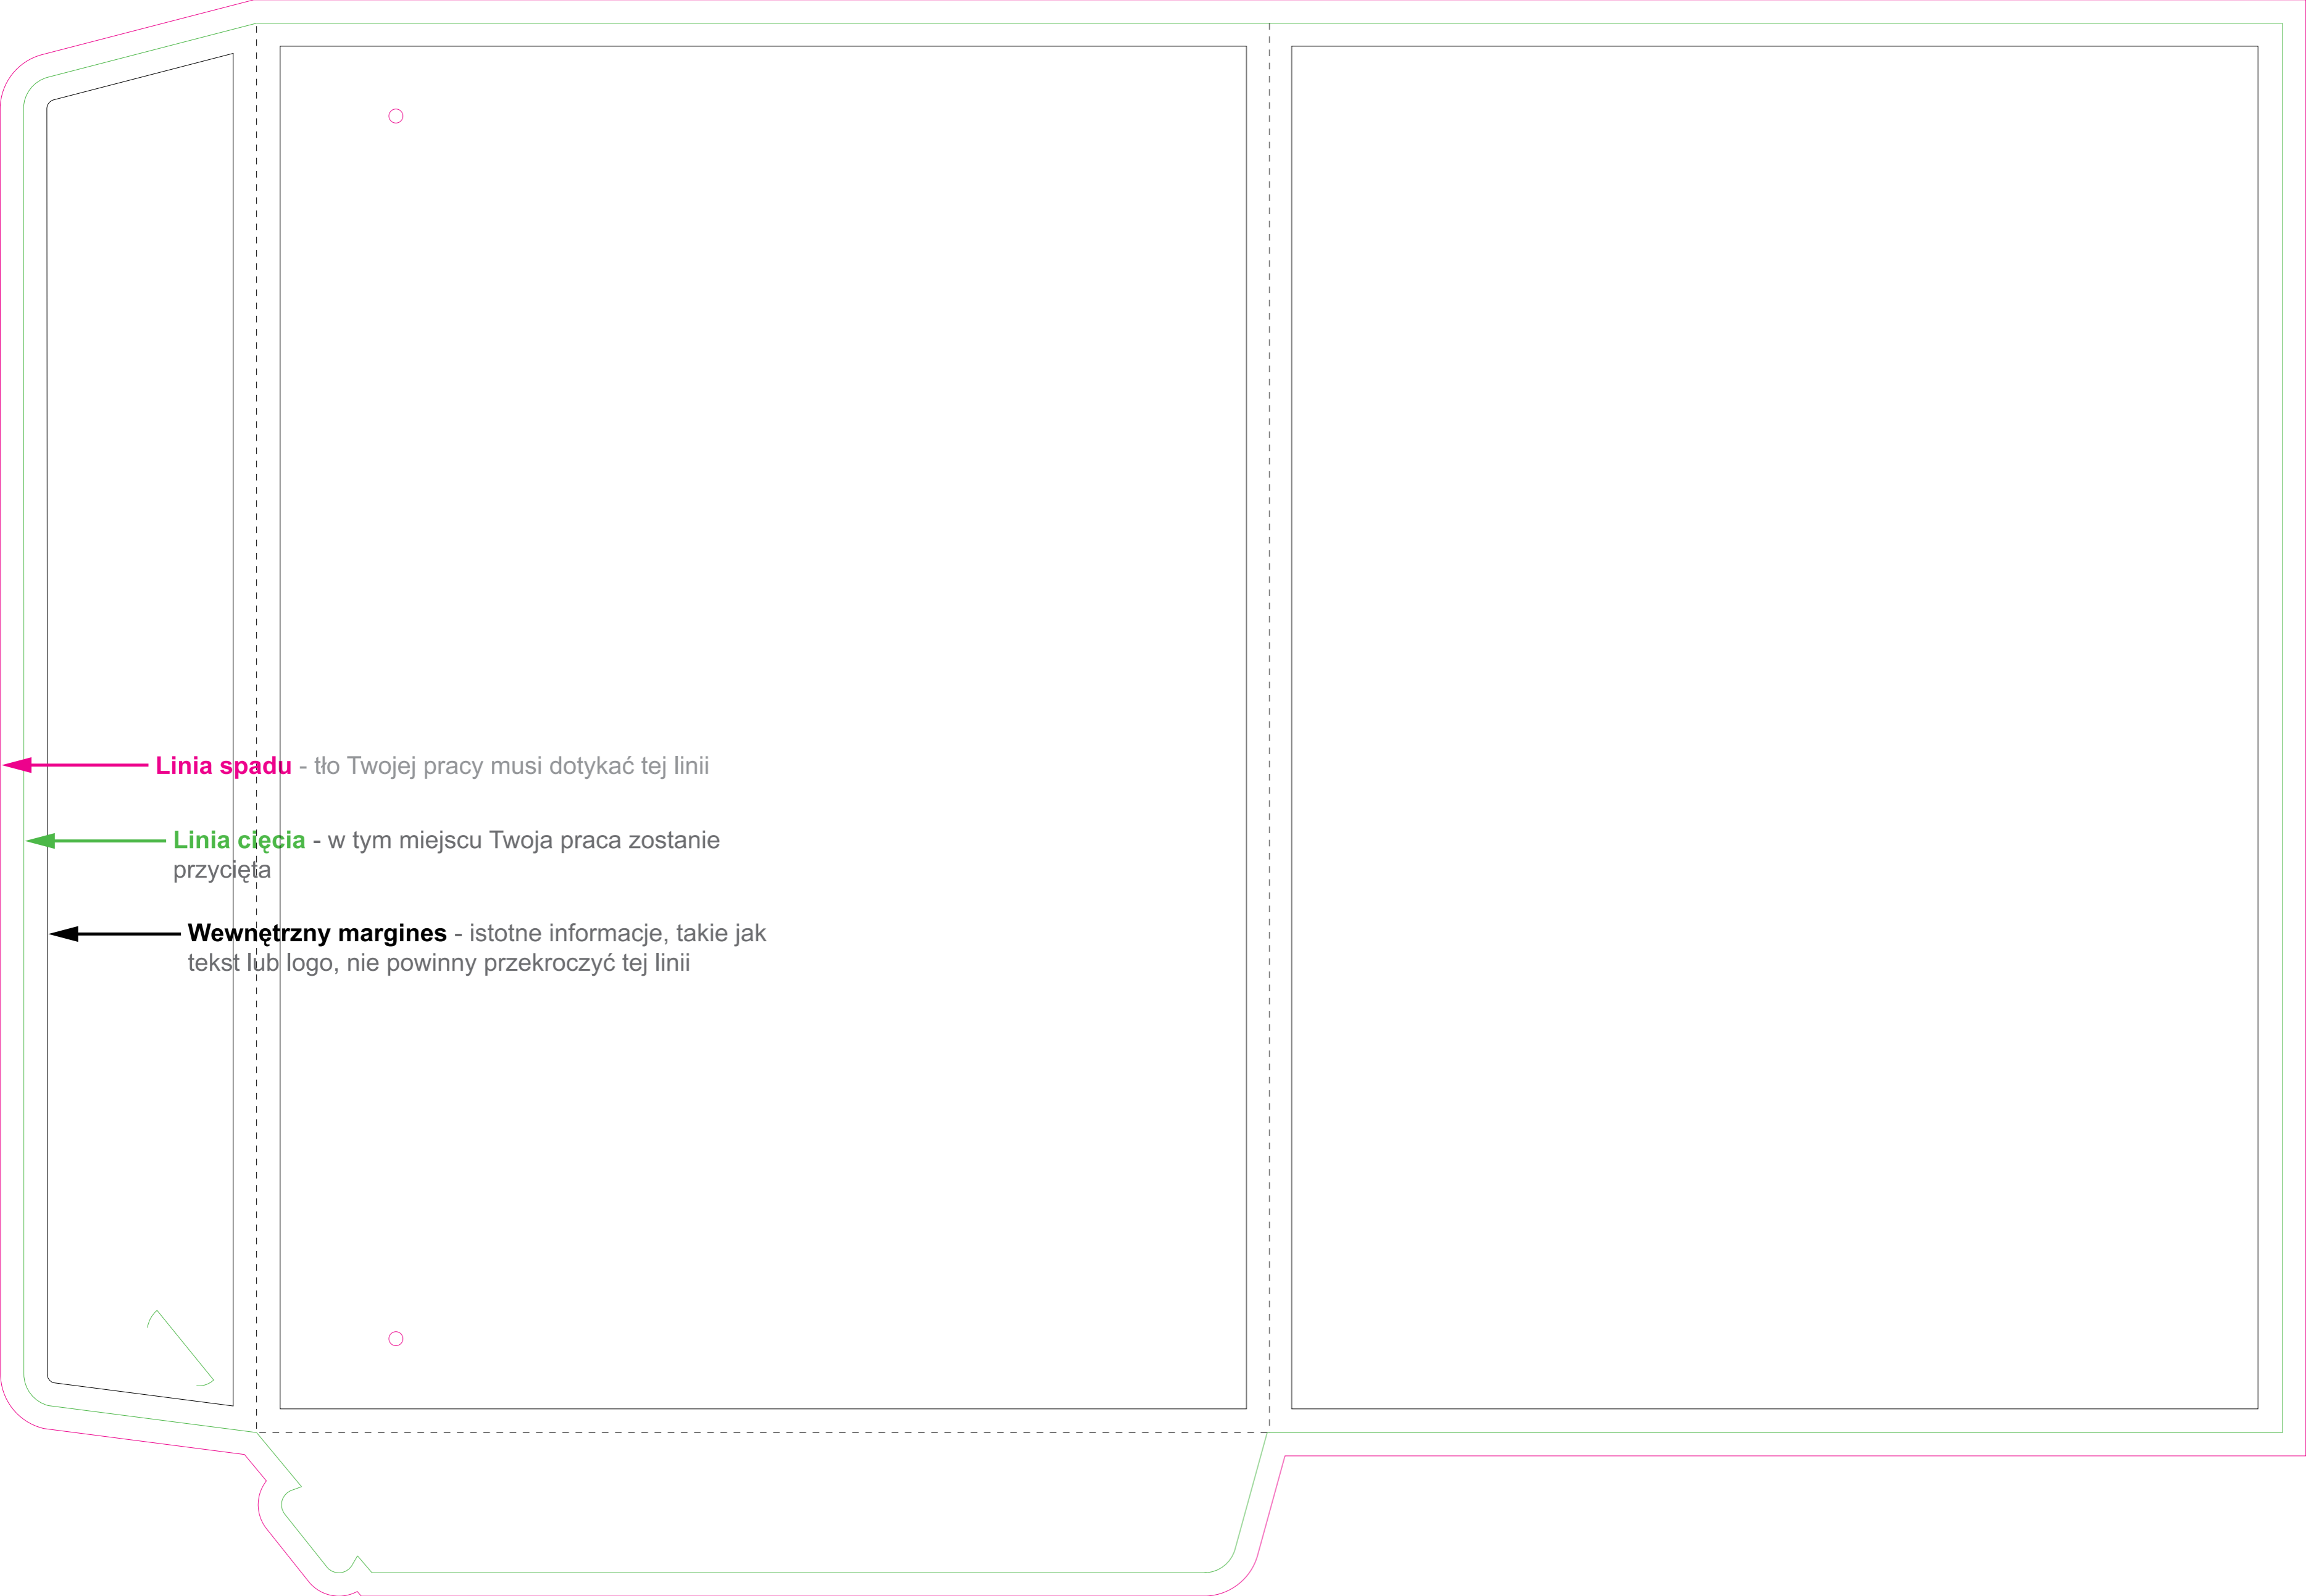 Linia spadu - tło Twojej pracy musi dotykać tej linii
Linia cięcia - w tym miejscu Twoja praca zostanie
przycięta
Wewnętrzny margines - istotne informacje, takie jak
tekst lub logo, nie powinny przekroczyć tej linii